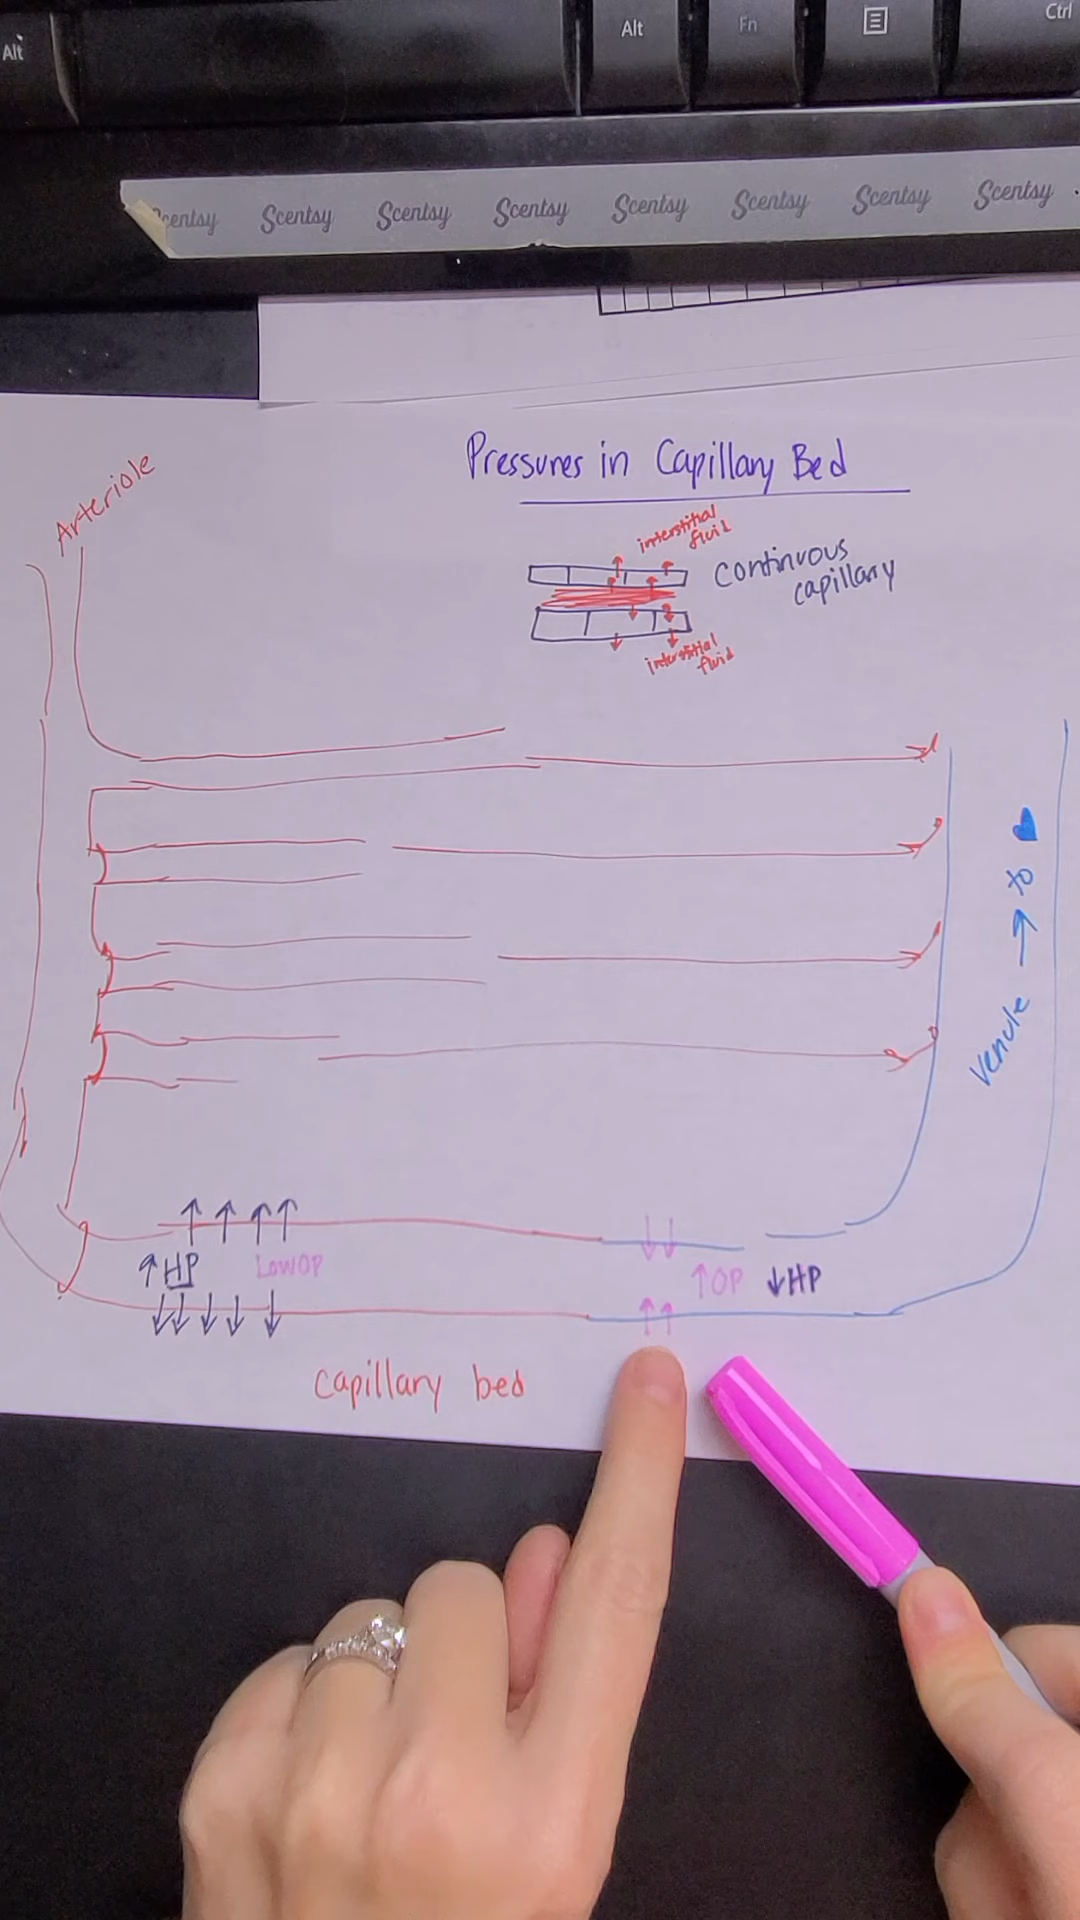 Alt
Alt
Fn
Ctrl
Scentsy Scentsy Scentsy Scentsy Scentsy Scentsy Scentsy Scentsy
Pressures in Capillary Bed
Arteriole
interstitial
fluid
continuous
capillary
interstitial
fluid
venule → to ♥
↑HP
Low OP
↑OP
↓HP
capillary bed